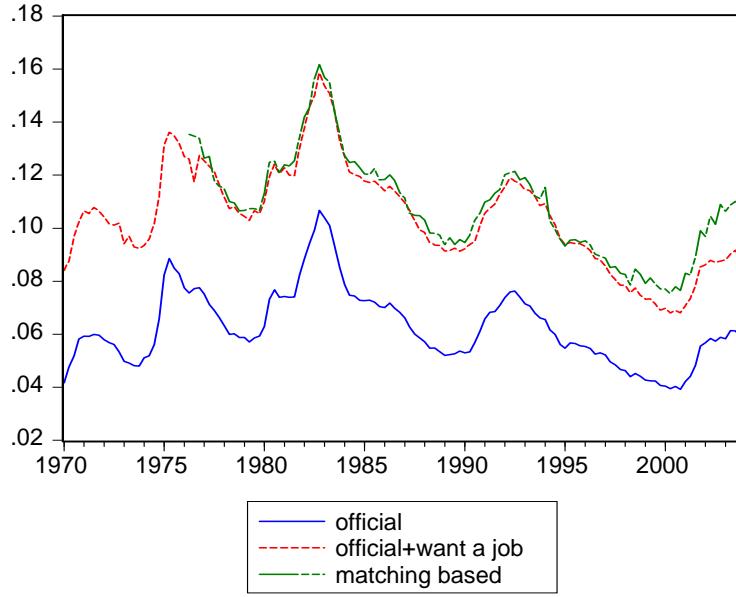 .18
.16
.14
.12
.10
.08
.06
.04
.02
1970 1975 1980 1985 1990 1995 2000
official
official+want a job
matching based